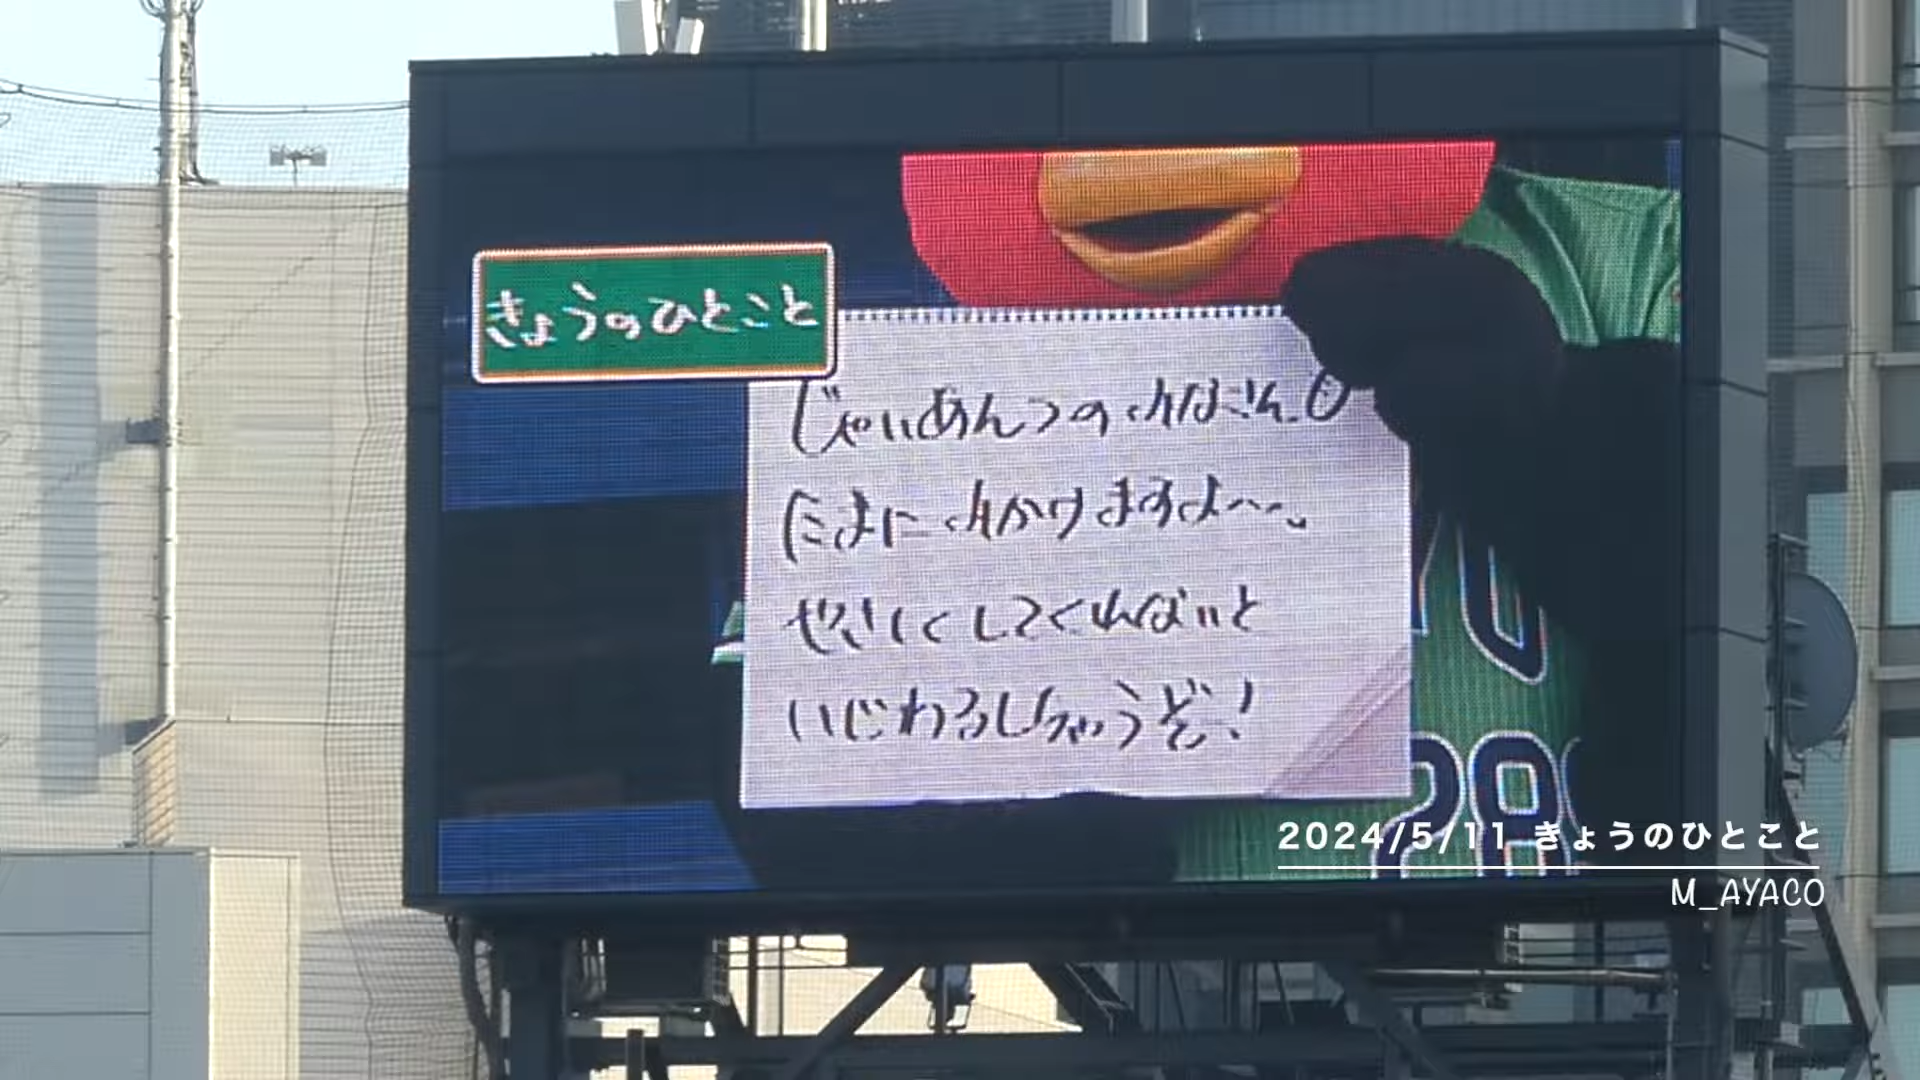 きょうのひとこと
じゃいあんつのみなさん。
たまにみかけますよ〜。
やさしくしてくれないと
いじわるしちゃうぞ!
28
2024/5/11 きょうのひとこと
M_AYACO